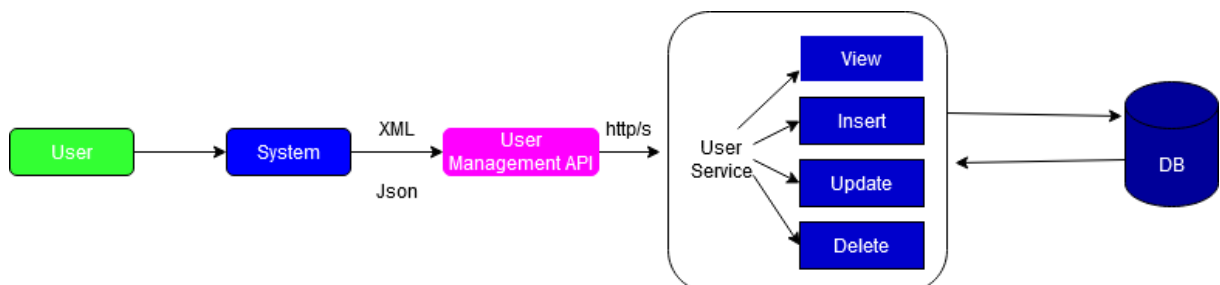 User
System
XML
Json
User
Management API
http/s
User
Service
View
Insert
Update
Delete
DB